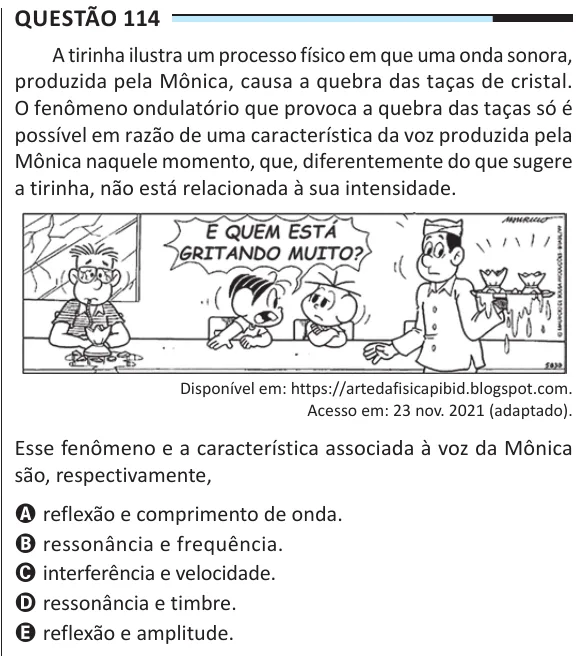 QUESTÃO 114
A tirinha ilustra um processo físico em que uma onda sonora,
produzida pela Mônica, causa a quebra das taças de cristal.
O fenômeno ondulatório que provoca a quebra das taças só é
possível em razão de uma característica da voz produzida pela
Mônica naquele momento, que, diferentemente do que sugere
a tirinha, não está relacionada à sua intensidade.
E QUEM ESTÁ
GRITANDO MUITO?
MAURICIO
Disponível em: https://artedafisicapibid.blogspot.com.
Acesso em: 23 nov. 2021 (adaptado).
Esse fenômeno e a característica associada à voz da Mônica
são, respectivamente,
A reflexão e comprimento de onda.
B ressonância e frequência.
C interferência e velocidade.
D ressonância e timbre.
E reflexão e amplitude.